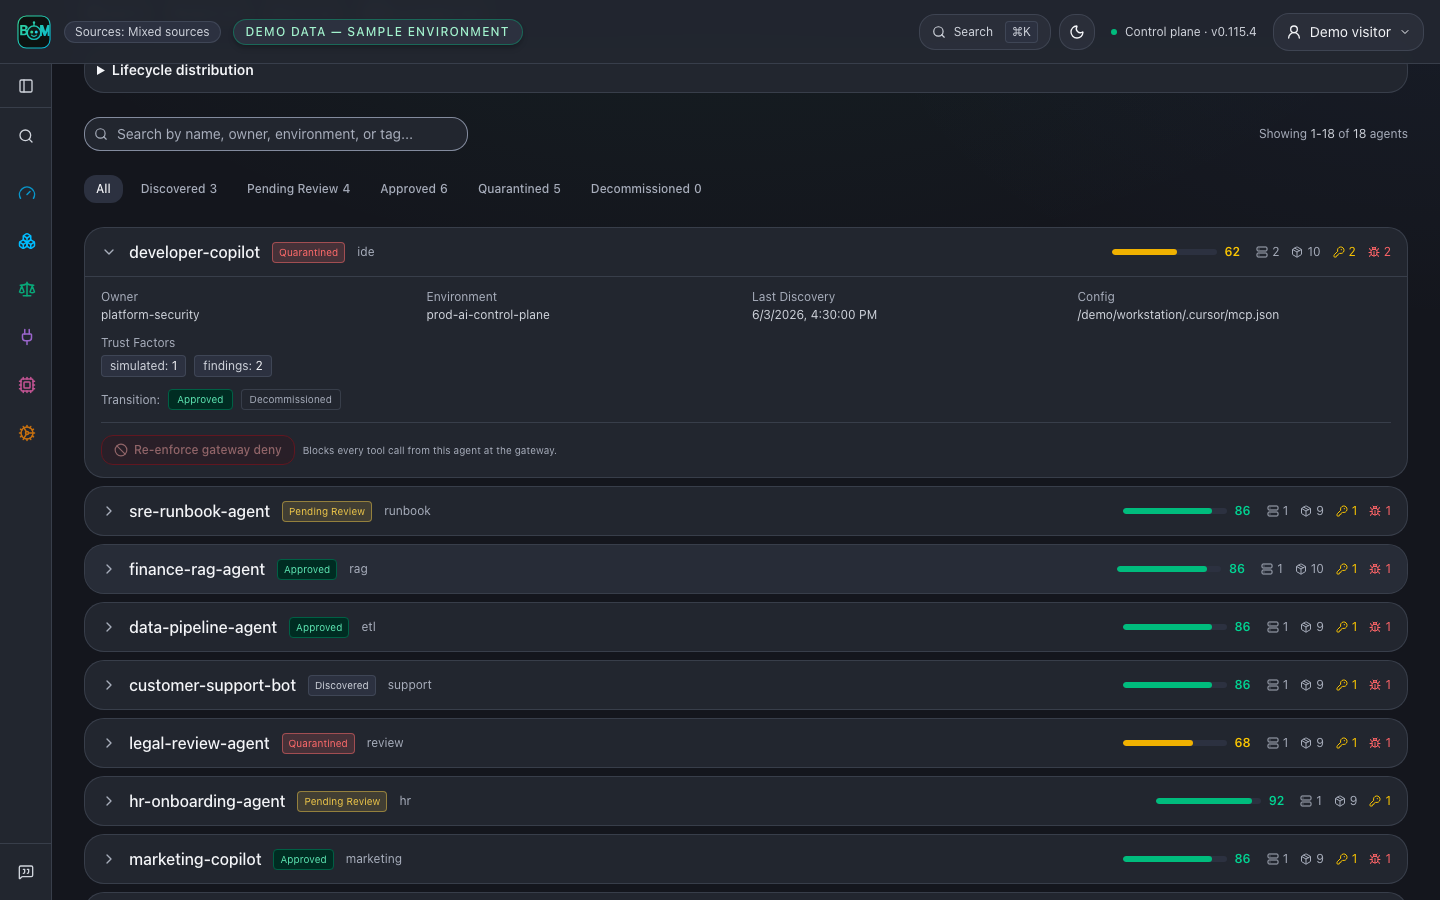 BOM
Sources: Mixed sources
DEMO DATA — SAMPLE ENVIRONMENT
Search ⌘K
Control plane · v0.115.4
Demo visitor
Lifecycle distribution
Search by name, owner, environment, or tag...
Showing 1-18 of 18 agents
All
Discovered 3
Pending Review 4
Approved 6
Quarantined 5
Decommissioned 0
developer-copilot Quarantined ide 62 2 10 2 2
Owner Environment Last Discovery Config
platform-security prod-ai-control-plane 6/3/2026, 4:30:00 PM /demo/workstation/.cursor/mcp.json
Trust Factors
simulated: 1 findings: 2
Transition: Approved Decommissioned
Re-enforce gateway deny Blocks every tool call from this agent at the gateway.
sre-runbook-agent Pending Review runbook 86 1 9 1 1
finance-rag-agent Approved rag 86 1 10 1 1
data-pipeline-agent Approved etl 86 1 9 1 1
customer-support-bot Discovered support 86 1 9 1 1
legal-review-agent Quarantined review 68 1 9 1 1
hr-onboarding-agent Pending Review hr 92 1 9 1
marketing-copilot Approved marketing 86 1 9 1 1